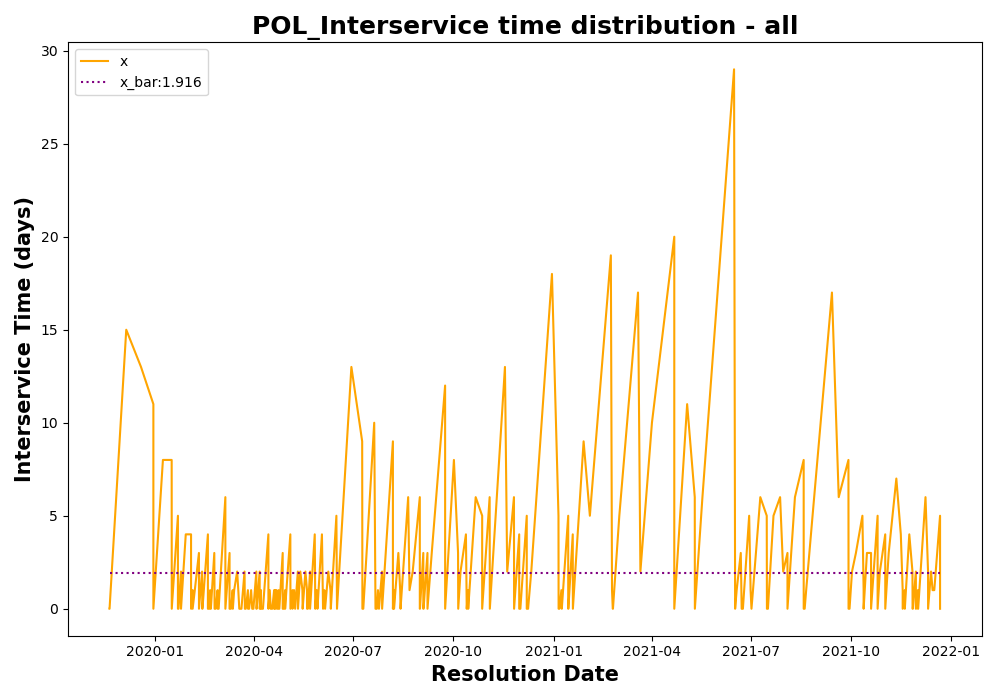 POL_Interservice time distribution - all
x
x_bar:1.916
Interservice Time (days)
30
25
20
15
10
5
0
2020-01 2020-04 2020-07 2020-10 2021-01 2021-04 2021-07 2021-10 2022-01
Resolution Date